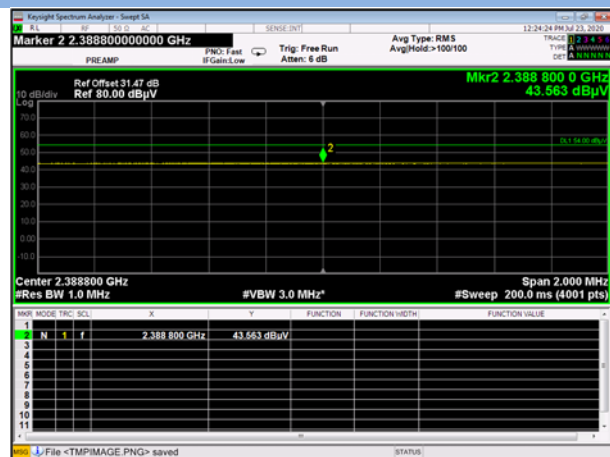 Keysight Spectrum Analyzer - Swept SA
RL RF 50 Ω AC SENSE:INT 12:24:24 PM Jul 23, 2020
Marker 2 2.388800000000 GHz
Avg Type: RMS
TRACE 1 2 3 4 5 6
PNO: Fast
Trig: Free Run
Avg|Hold:>100/100
TYPE A WWWWW
PREAMP
IFGain:Low
Atten: 6 dB
DET A N N N N N
Mkr2 2.388 800 0 GHz
Ref Offset 31.47 dB
10 dB/div Ref 80.00 dBµV
43.563 dBµV
Log
70.0
60.0
DL1 54.00 dBµV
50.0
2
40.0
30.0
20.0
10.0
0.00
-10.0
Center 2.388800 GHz Span 2.000 MHz
#Res BW 1.0 MHz #VBW 3.0 MHz* #Sweep 200.0 ms (4001 pts)
MKR MODE TRC SCL X Y FUNCTION FUNCTION WIDTH FUNCTION VALUE
1
2 N 1 f 2.388 800 GHz 43.563 dBµV
3
4
5
6
7
8
9
10
11
MSG File <TMPIMAGE.PNG> saved STATUS